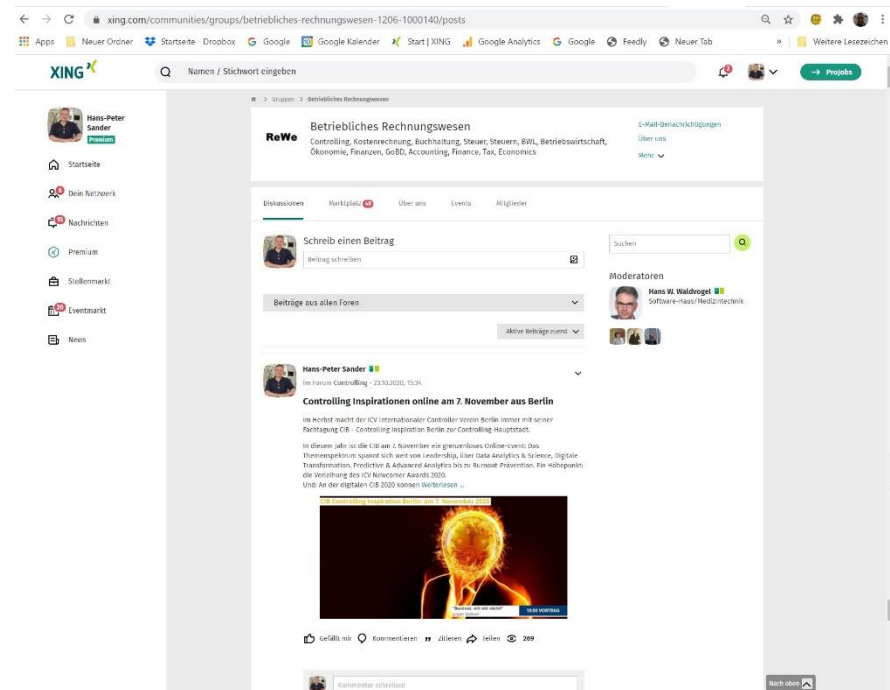 xing.com/communities/groups/betriebliches-rechnungswesen-1206-1000140/posts
Apps Neuer Ordner Startseite Dropbox Google Google Kalender Start | XING Google Analytics Google Feedly Neuer Tab » Weitere Lesezeichen
XING Namen / Stichwort eingeben Projobs
Gruppen > Betriebliches Rechnungswesen
Hans-Peter
Sander
Premium
Startseite
Dein Netzwerk
Nachrichten
Premium
Stellenmarkt
Eventmarkt
News
ReWe
Betriebliches Rechnungswesen
Controlling, Kostenrechnung, Buchhaltung, Steuer, Steuern, BWL, Betriebswirtschaft,
Ökonomie, Finanzen, GoBD, Accounting, Finance, Tax, Economics
E-Mail-Benachrichtigungen
Über uns
Mehr
Diskussionen Marktplatz Über uns Events Mitglieder
Schreib einen Beitrag
Beitrag schreiben
Beiträge aus allen Foren
Aktive Beiträge zuerst
Suchen
Moderatoren
Hans W. Waldvogel
Software-Haus/Medizintechnik
Hans-Peter Sander
Im Forum Controlling - 23.10.2020, 15:34
Controlling Inspirationen online am 7. November aus Berlin
Im Herbst macht der ICV Internationaler Controller Verein Berlin immer mit seiner
Fachtagung CIB - Controlling Inspiration Berlin zur Controlling-Hauptstadt.
In diesem Jahr ist die CIB am 7. November ein grenzenloses Online-Event: Das
Themenspektrum spannt sich weit von Leadership, über Data Analytics & Science, Digitale
Transformation, Predictive & Advanced Analytics bis zu Burnout-Prävention. Ein Höhepunkt:
die Verleihung des ICV Newcomer Awards 2020.
Und: An der digitalen CIB 2020 können Weiterlesen ...
CIB Controlling Inspiration Berlin am 7. November 2020
VORTRAG
Gefällt mir Kommentieren Zitieren Teilen 269
Kommentar schreiben
Nach oben